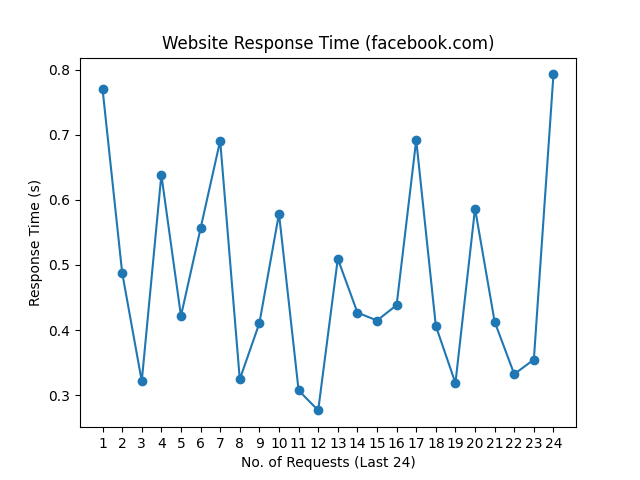 Website Response Time (facebook.com)
Response Time (s)
0.8
0.7
0.6
0.5
0.4
0.3
1 2 3 4 5 6 7 8 9 10 11 12 13 14 15 16 17 18 19 20 21 22 23 24
No. of Requests (Last 24)